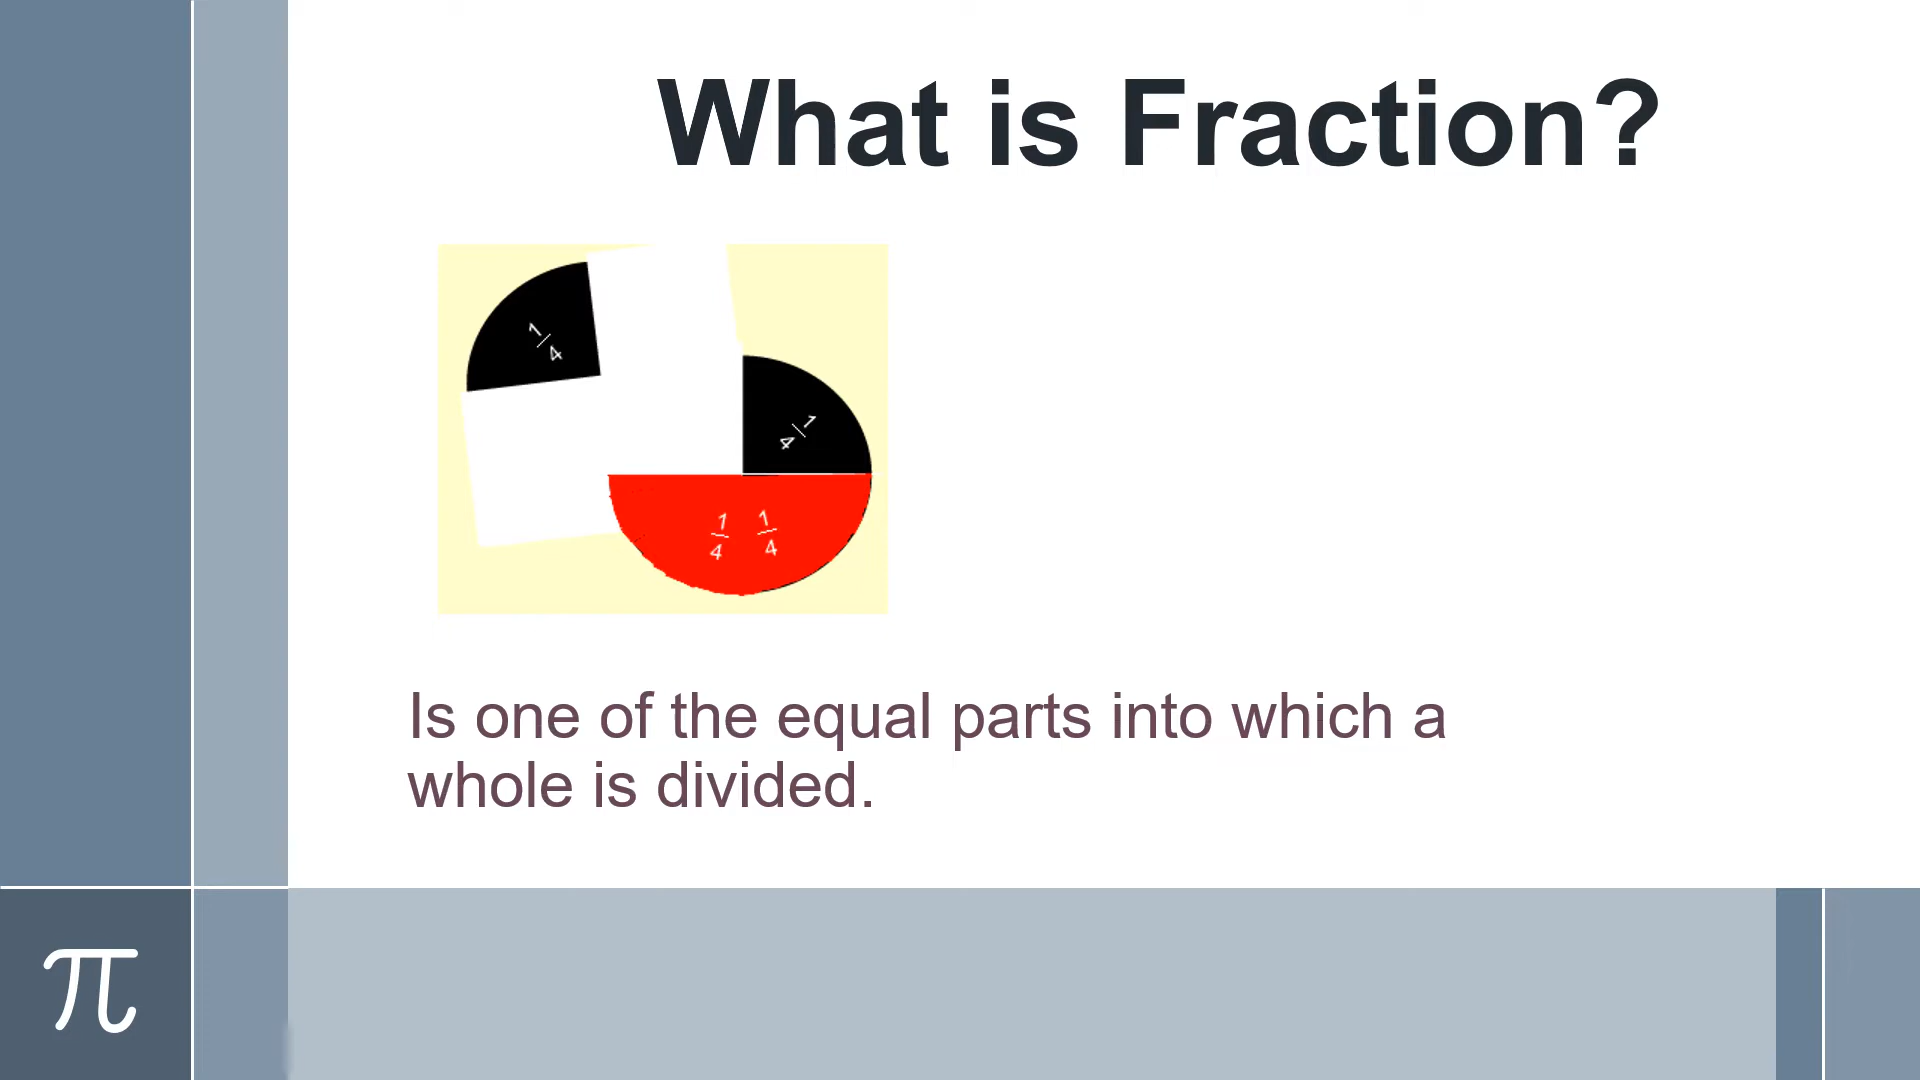 What is Fraction?
1
4
1
4
1
4
1
4
Is one of the equal parts into which a
whole is divided.
π